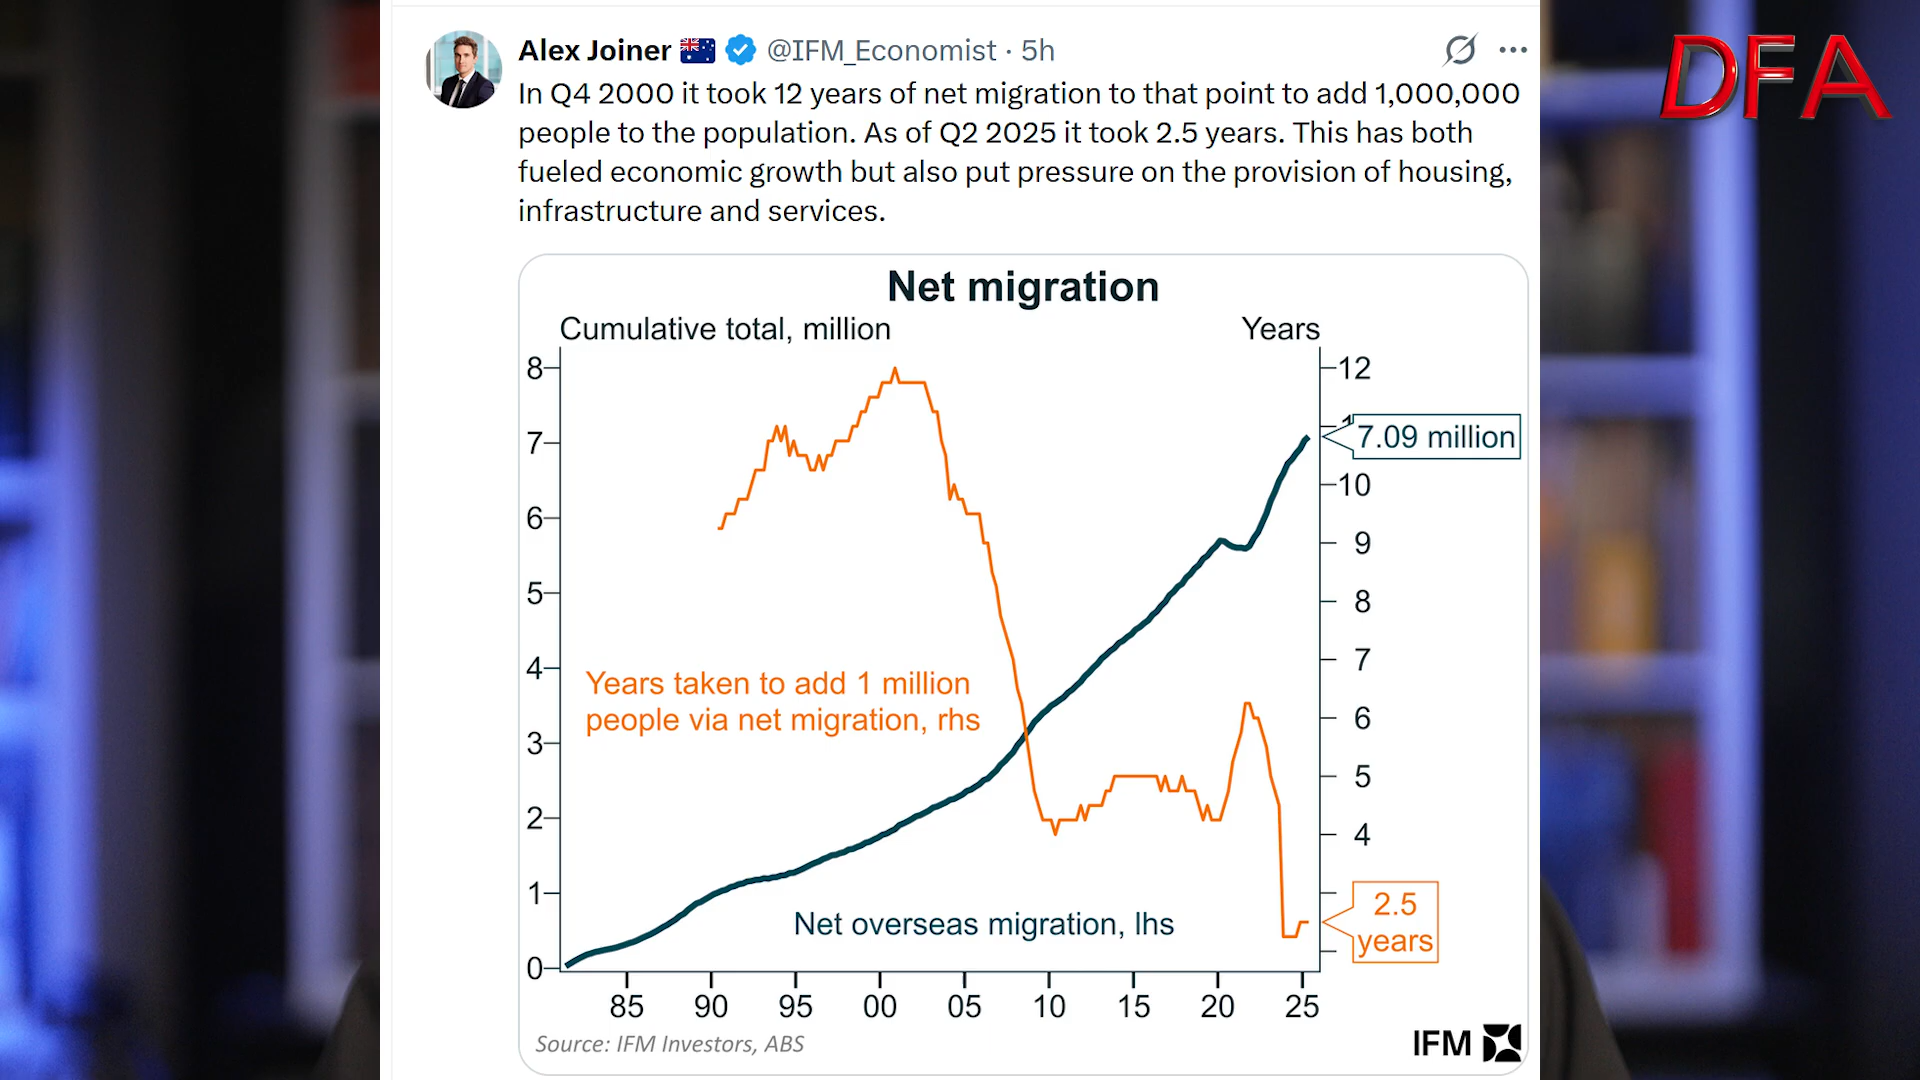 Alex Joiner @IFM_Economist · 5h
In Q4 2000 it took 12 years of net migration to that point to add 1,000,000
people to the population. As of Q2 2025 it took 2.5 years. This has both
fueled economic growth but also put pressure on the provision of housing,
infrastructure and services.
DFA
Net migration
Cumulative total, million
Years
8
7
6
5
4
3
2
1
0
12
7.09 million
10
9
8
7
6
5
4
2.5
years
Years taken to add 1 million
people via net migration, rhs
Net overseas migration, lhs
85 90 95 00 05 10 15 20 25
Source: IFM Investors, ABS
IFM